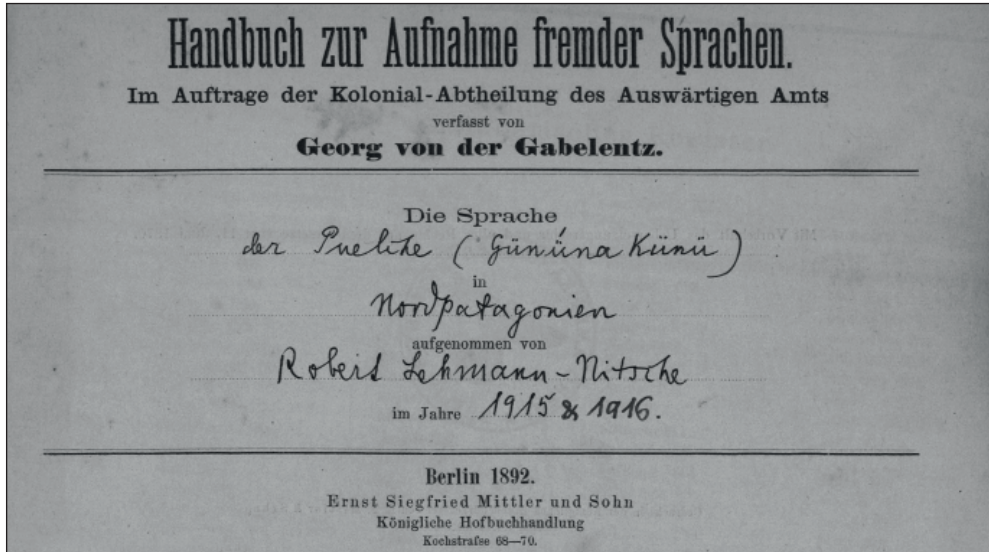 Handbuch zur Aufnahme fremder Sprachen.
Im Auftrage der Kolonial-Abtheilung des Auswärtigen Amts
verfasst von
Georg von der Gabelentz.
Die Sprache
der Puelche (Gününa Künü)
in
Nordpatagonien
aufgenommen von
Robert Lehmann-Nitsche
im Jahre 1915 & 1916.
Berlin 1892.
Ernst Siegfried Mittler und Sohn
Königliche Hofbuchhandlung
Kochstraſse 68—70.